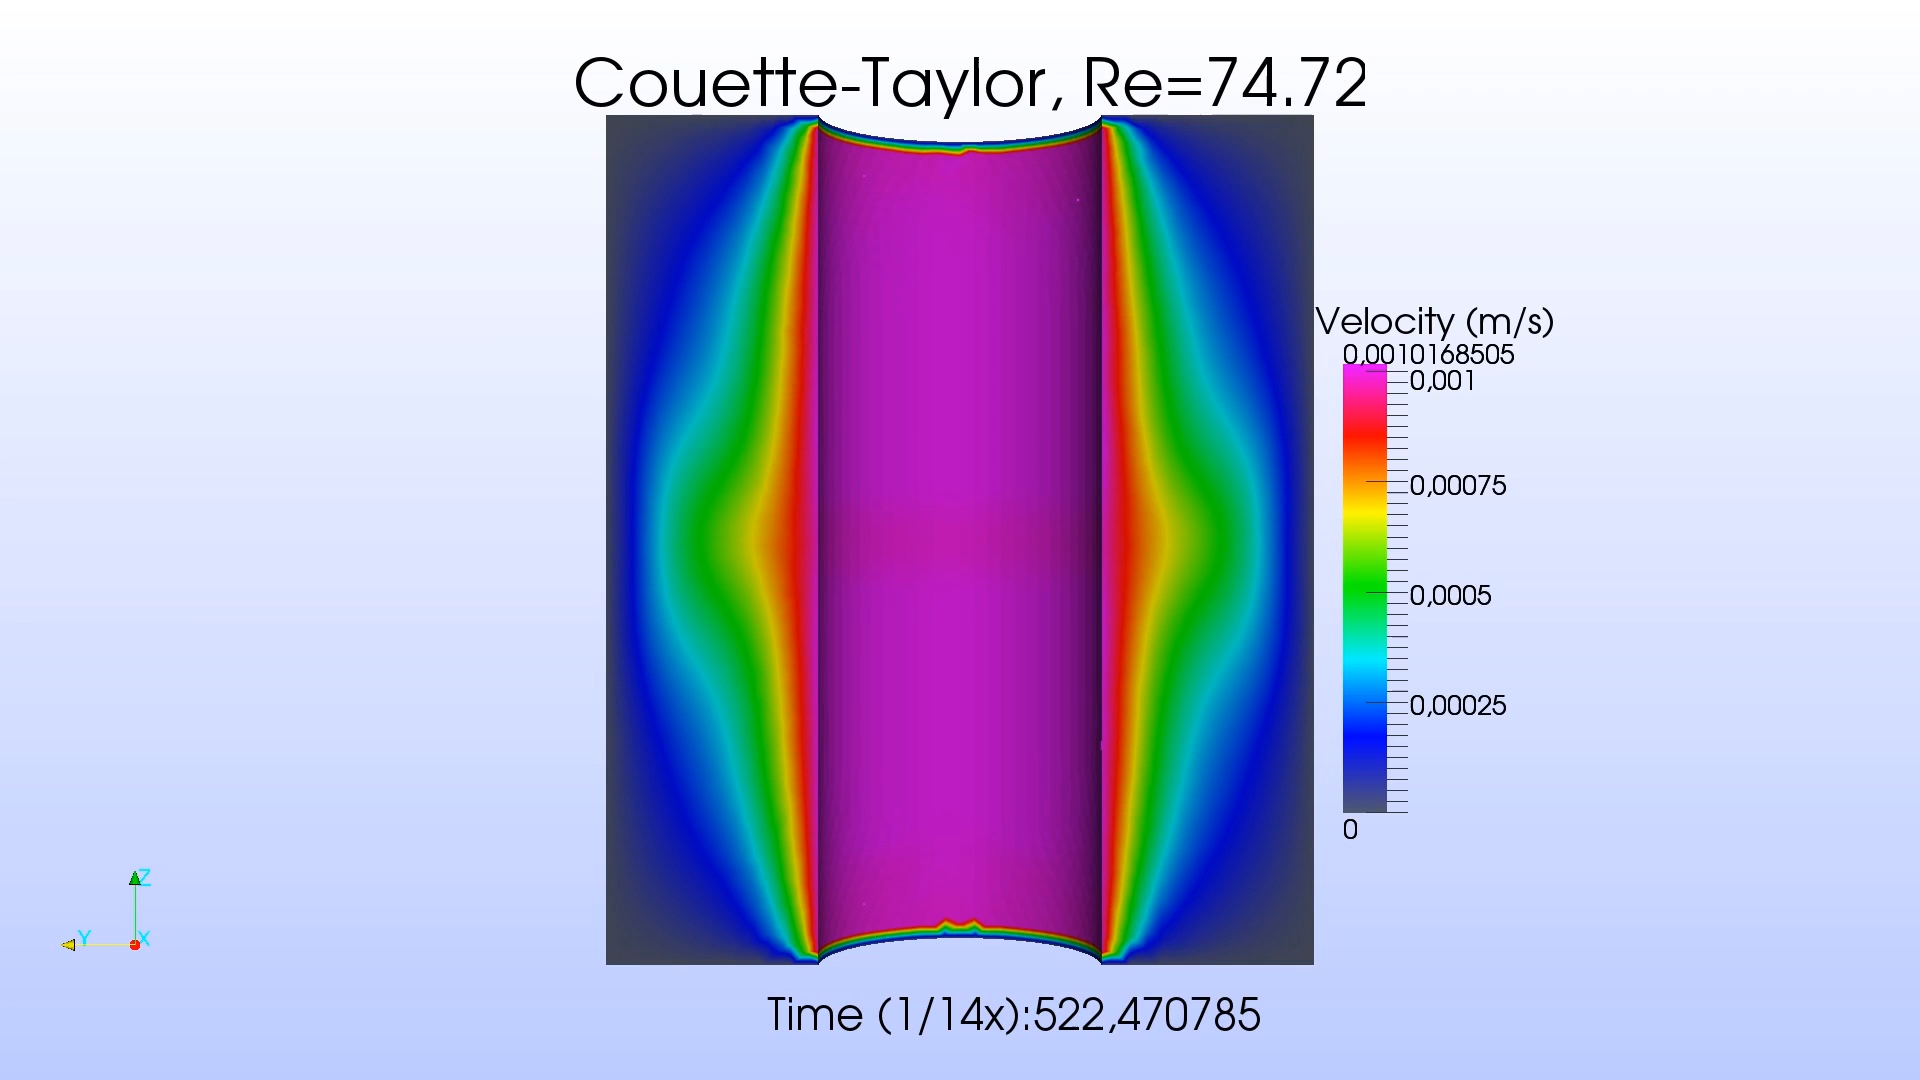 Couette-Taylor, Re=74.72
Velocity (m/s)
0,0010168505
0,001
0,00075
0,0005
0,00025
0
Z
Y
X
Time (1/14x):522,470785